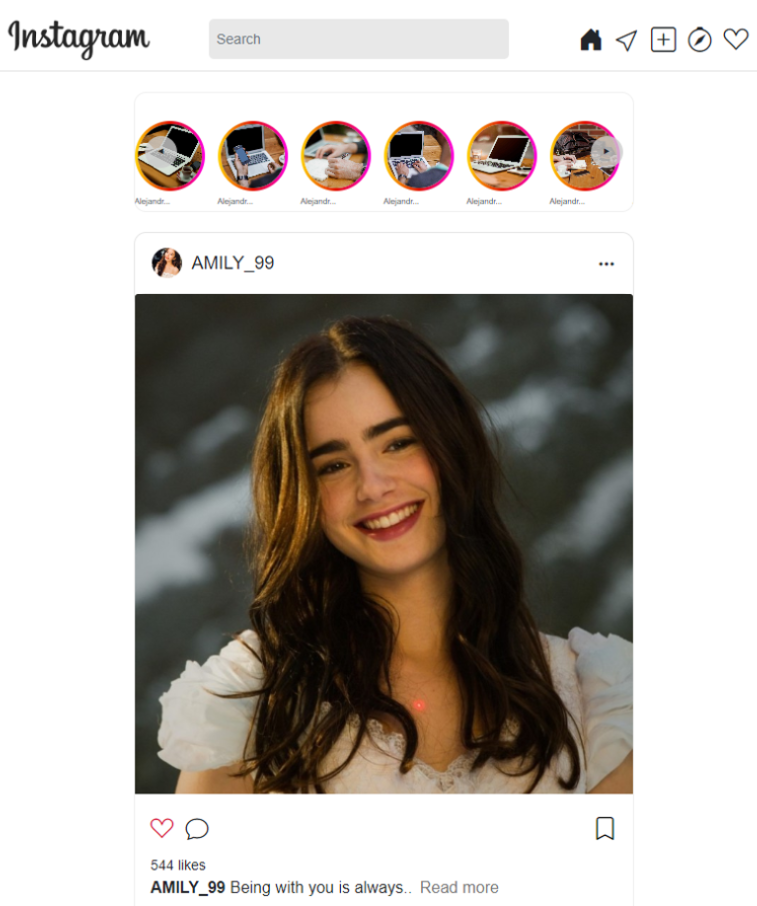 Instagram
Search
Alejandr... Alejandr... Alejandr... Alejandr... Alejandr... Alejandr...
AMILY_99
544 likes
AMILY_99 Being with you is always.. Read more